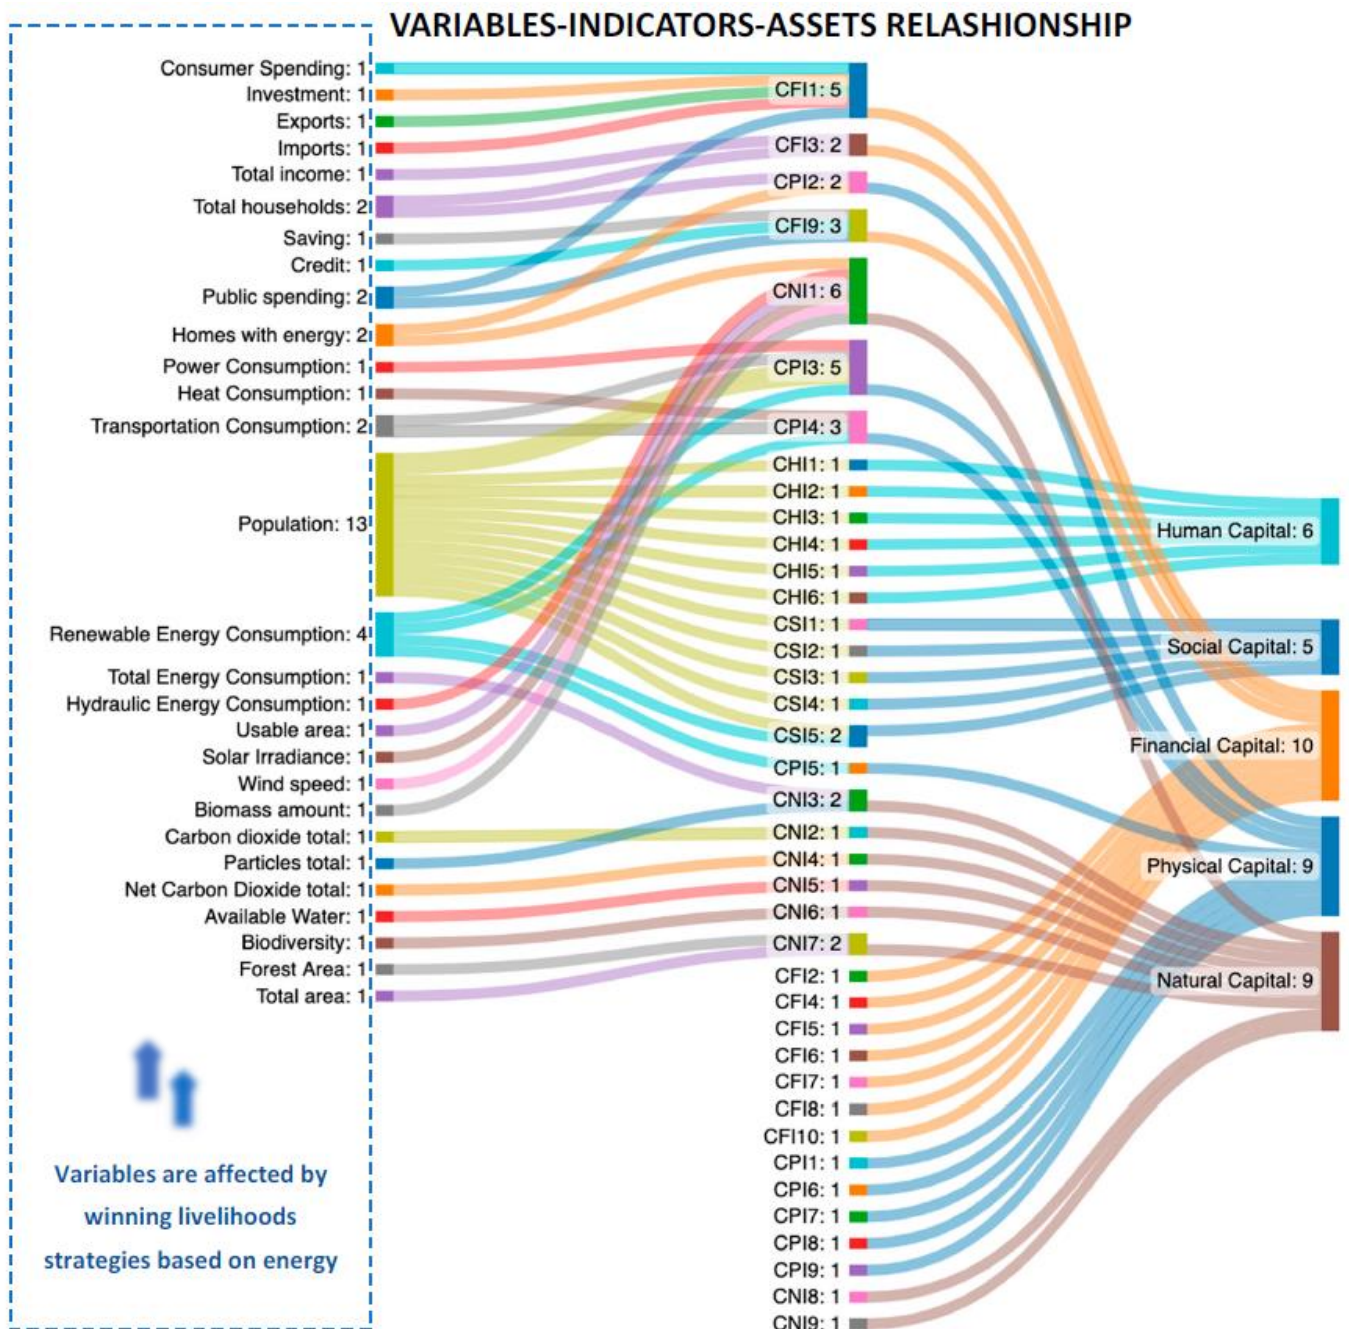 VARIABLES-INDICATORS-ASSETS RELASHIONSHIP
Consumer Spending: 1
Investment: 1
Exports: 1
Imports: 1
Total income: 1
Total households: 2
Saving: 1
Credit: 1
Public spending: 2
Homes with energy: 2
Power Consumption: 1
Heat Consumption: 1
Transportation Consumption: 2
Population: 13
Renewable Energy Consumption: 4
Total Energy Consumption: 1
Hydraulic Energy Consumption: 1
Usable area: 1
Solar Irradiance: 1
Wind speed: 1
Biomass amount: 1
Carbon dioxide total: 1
Particles total: 1
Net Carbon Dioxide total: 1
Available Water: 1
Biodiversity: 1
Forest Area: 1
Total area: 1
Variables are affected by
winning livelihoods
strategies based on energy
CFI1: 5
CFI3: 2
CPI2: 2
CFI9: 3
CNI1: 6
CPI3: 5
CPI4: 3
CHI1: 1
CHI2: 1
CHI3: 1
CHI4: 1
CHI5: 1
CHI6: 1
CSI1: 1
CSI2: 1
CSI3: 1
CSI4: 1
CSI5: 2
CPI5: 1
CNI3: 2
CNI2: 1
CNI4: 1
CNI5: 1
CNI6: 1
CNI7: 2
CFI2: 1
CFI4: 1
CFI5: 1
CFI6: 1
CFI7: 1
CFI8: 1
CFI10: 1
CPI1: 1
CPI6: 1
CPI7: 1
CPI8: 1
CPI9: 1
CNI8: 1
CNI9: 1
Human Capital: 6
Social Capital: 5
Financial Capital: 10
Physical Capital: 9
Natural Capital: 9